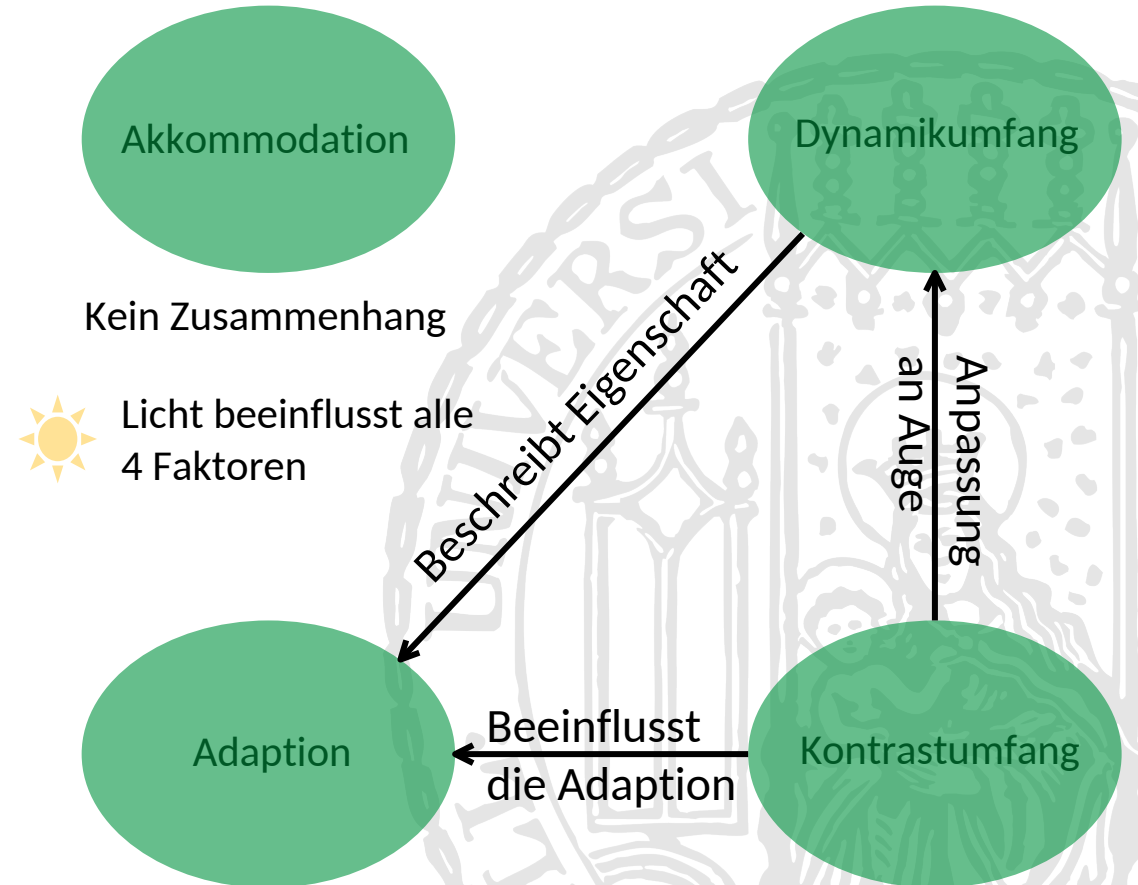 Akkommodation
Dynamikumfang
Kein Zusammenhang
Licht beeinflusst alle
4 Faktoren
Beschreibt Eigenschaft
Anpassung
an Auge
Adaption
Beeinflusst
die Adaption
Kontrastumfang
UNIVERSI